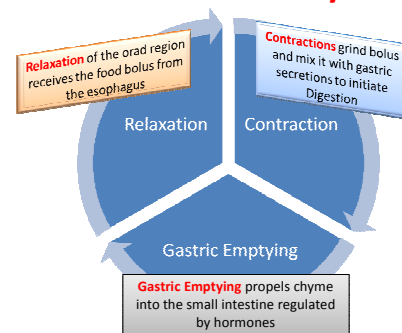 Relaxation of the orad region
receives the food bolus from
the esophagus
Contractions grind bolus
and mix it with gastric
secretions to initiate
Digestion
Relaxation
Contraction
Gastric Emptying
Gastric Emptying propels chyme
into the small intestine regulated
by hormones